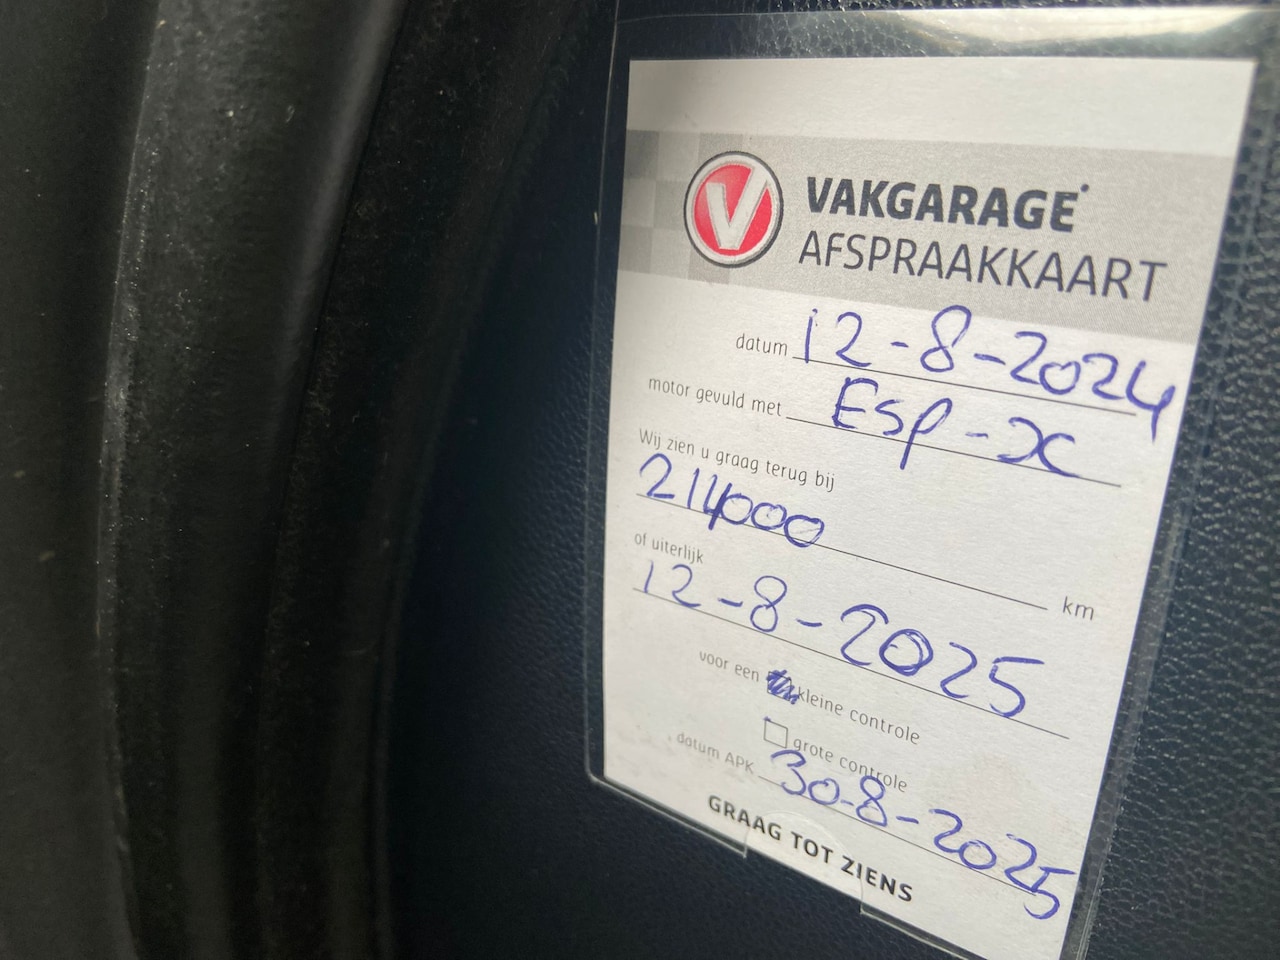 V VAKGARAGE
AFSPRAAKKAART
datum 12-8-2024
motor gevuld met Esp-x
Wij zien u graag terug bij
214000 km
of uiterlijk
12-8-2025
voor een kleine controle
grote controle
datum APK 30-8-2025
GRAAG TOT ZIENS